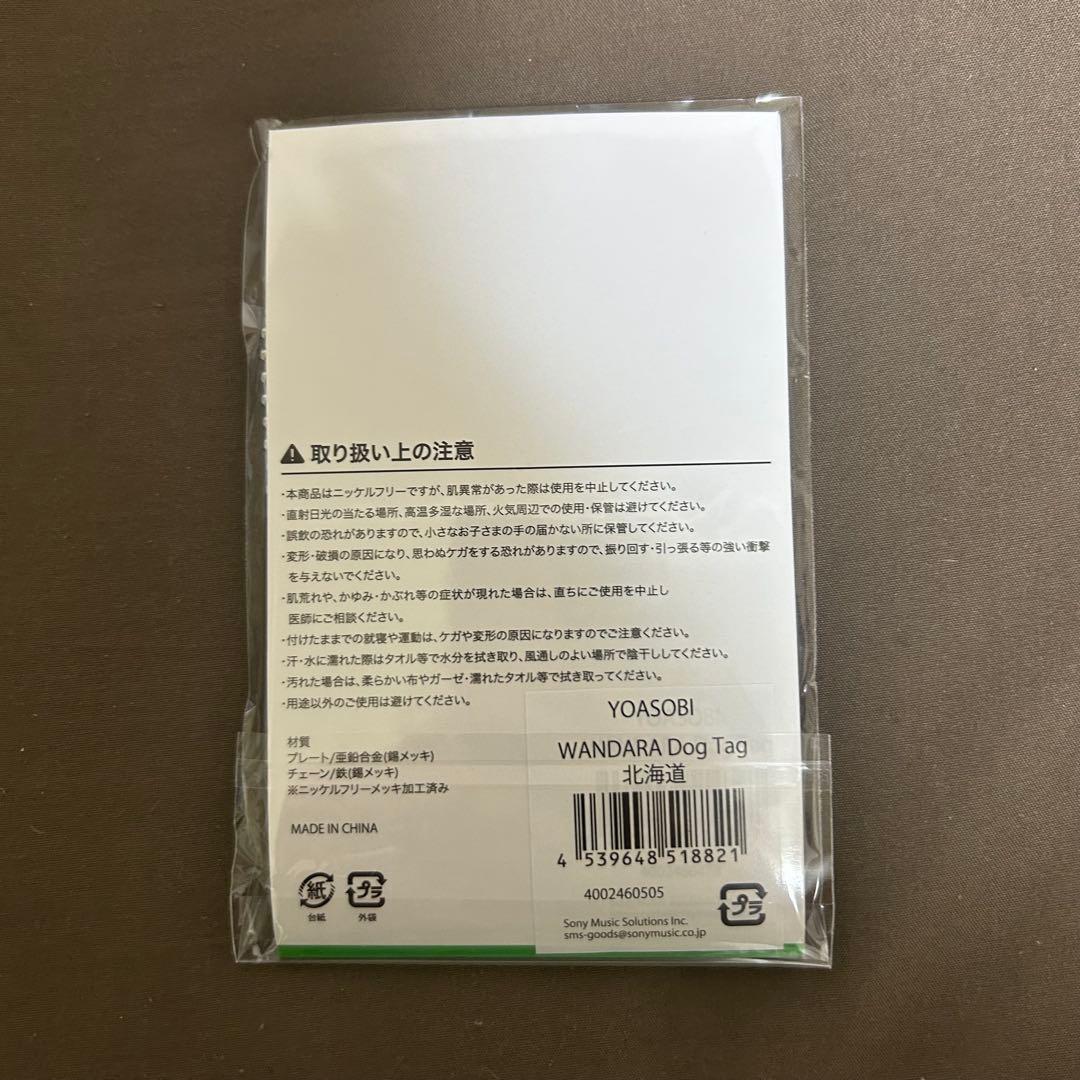 取り扱い上の注意
・本商品はニッケルフリーですが、肌異常があった際は使用を中止してください。
・直射日光の当たる場所、高温多湿な場所、火気周辺での使用・保管は避けてください。
・誤飲の恐れがありますので、小さなお子さまの手の届かない所に保管してください。
・変形・破損の原因になり、思わぬケガをする恐れがありますので、振り回す・引っ張る等の強い衝撃
を与えないでください。
・肌荒れや、かゆみ・かぶれ等の症状が現れた場合は、直ちにご使用を中止し
医師にご相談ください。
・付けたままでの就寝や運動は、ケガや変形の原因になりますのでご注意ください。
・汗・水に濡れた際はタオル等で水分を拭き取り、風通しのよい場所で陰干ししてください。
・汚れた場合は、柔らかい布やガーゼ・濡れたタオル等で拭き取ってください。
・用途以外のご使用は避けてください。
材質
プレート/亜鉛合金(錫メッキ)
チェーン/鉄(錫メッキ)
※ニッケルフリーメッキ加工済み
MADE IN CHINA
紙
台紙
プラ
外袋
YOASOBI
WANDARA Dog Tag
北海道
4 539648 518821
4002460505
Sony Music Solutions Inc.
sms-goods@sonymusic.co.jp
プラ